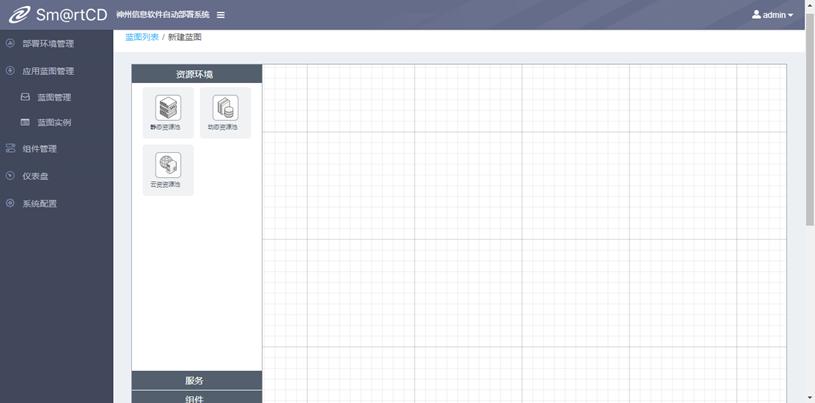 Sm@rtCD 神州信息软件自动部署系统
admin
部署环境管理
应用蓝图管理
蓝图管理
蓝图实例
组件管理
仪表盘
系统配置
蓝图列表 / 新建蓝图
资源环境
静态资源池
动态资源池
云资资源池
服务
组件